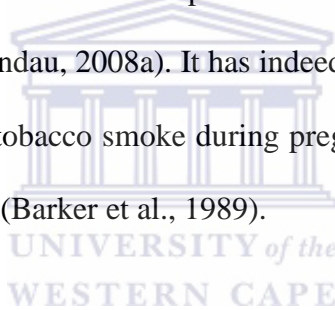 ndau, 2008a). It has indeed
tobacco smoke during preg
(Barker et al., 1989).
UNIVERSITY of the
WESTERN CAPE